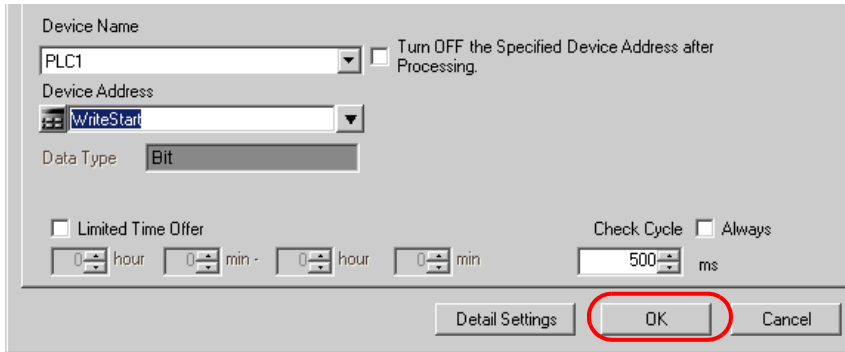 Device Name
PLC1
Turn OFF the Specified Device Address after
Processing.
Device Address
WriteStart
Data Type Bit
Limited Time Offer
Check Cycle Always
0 hour 0 min - 0 hour 0 min
500 ms
Detail Settings OK Cancel